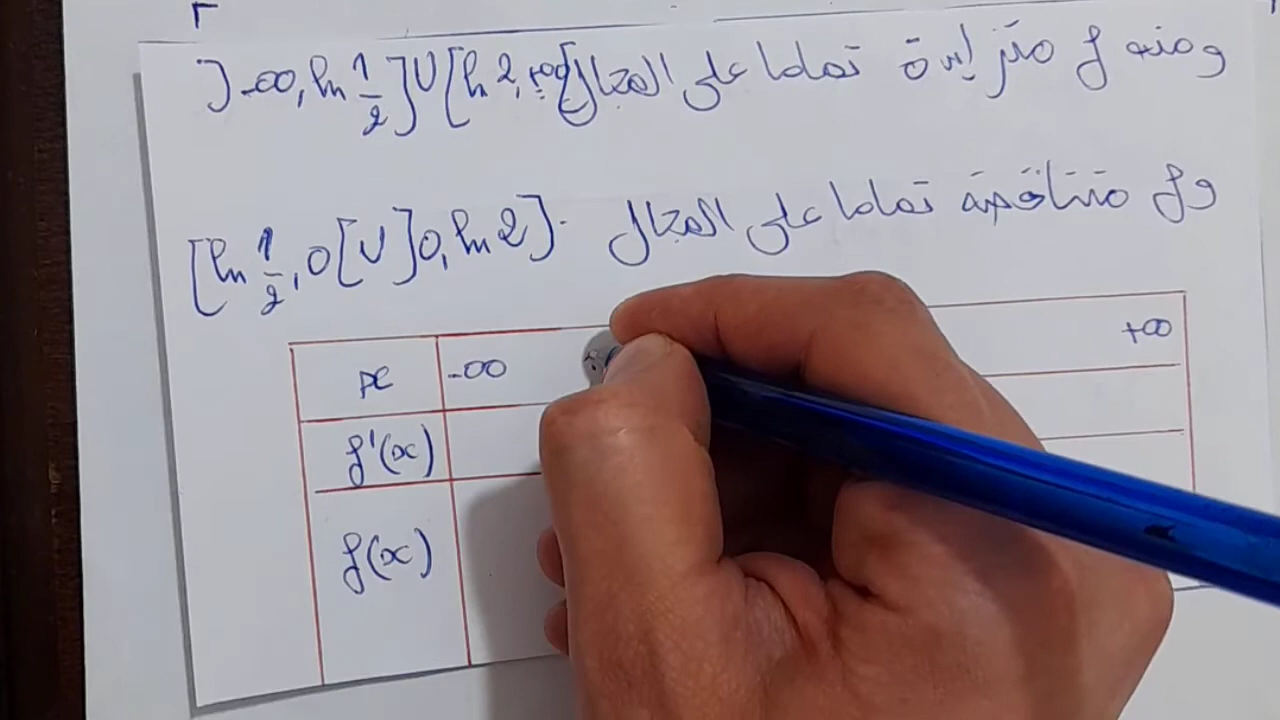 ومنه f متزايدة تماما على المجال ]-∞, ln 1/2] U [ln 2, +∞[
و f متناقصة تماما على المجال [ln 1/2, 0[ U ]0, ln 2].
x -∞ +∞
f'(x)
f(x)